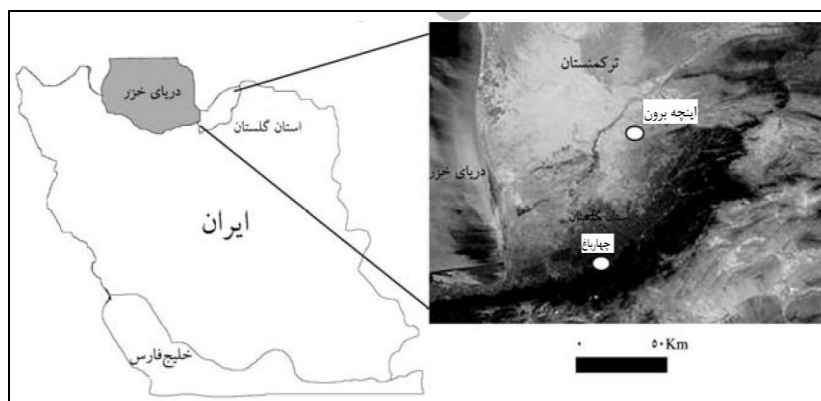 دریای خزر
استان گلستان
ایران
خلیج‌فارس
ترکمنستان
اینچه برون
دریای خزر
استان گلستان
چهارباغ
۰ ۵۰Km